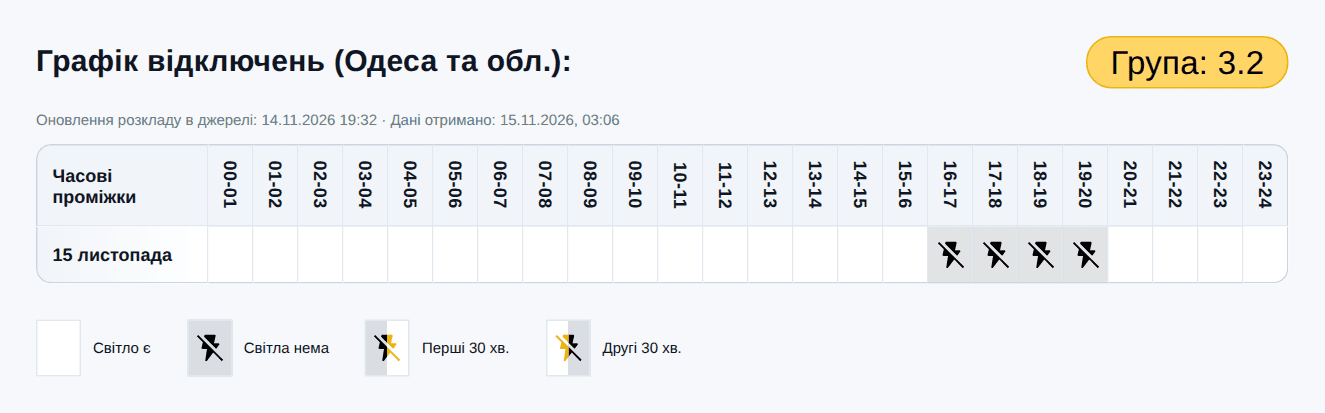 Графік відключень (Одеса та обл.):
Група: 3.2
Оновлення розкладу в джерелі: 14.11.2026 19:32 · Дані отримано: 15.11.2026, 03:06
Часові
проміжки
00-01
01-02
02-03
03-04
04-05
05-06
06-07
07-08
08-09
09-10
10-11
11-12
12-13
13-14
14-15
15-16
16-17
17-18
18-19
19-20
20-21
21-22
22-23
23-24
15 листопада
Світло є
Світла нема
Перші 30 хв.
Другі 30 хв.